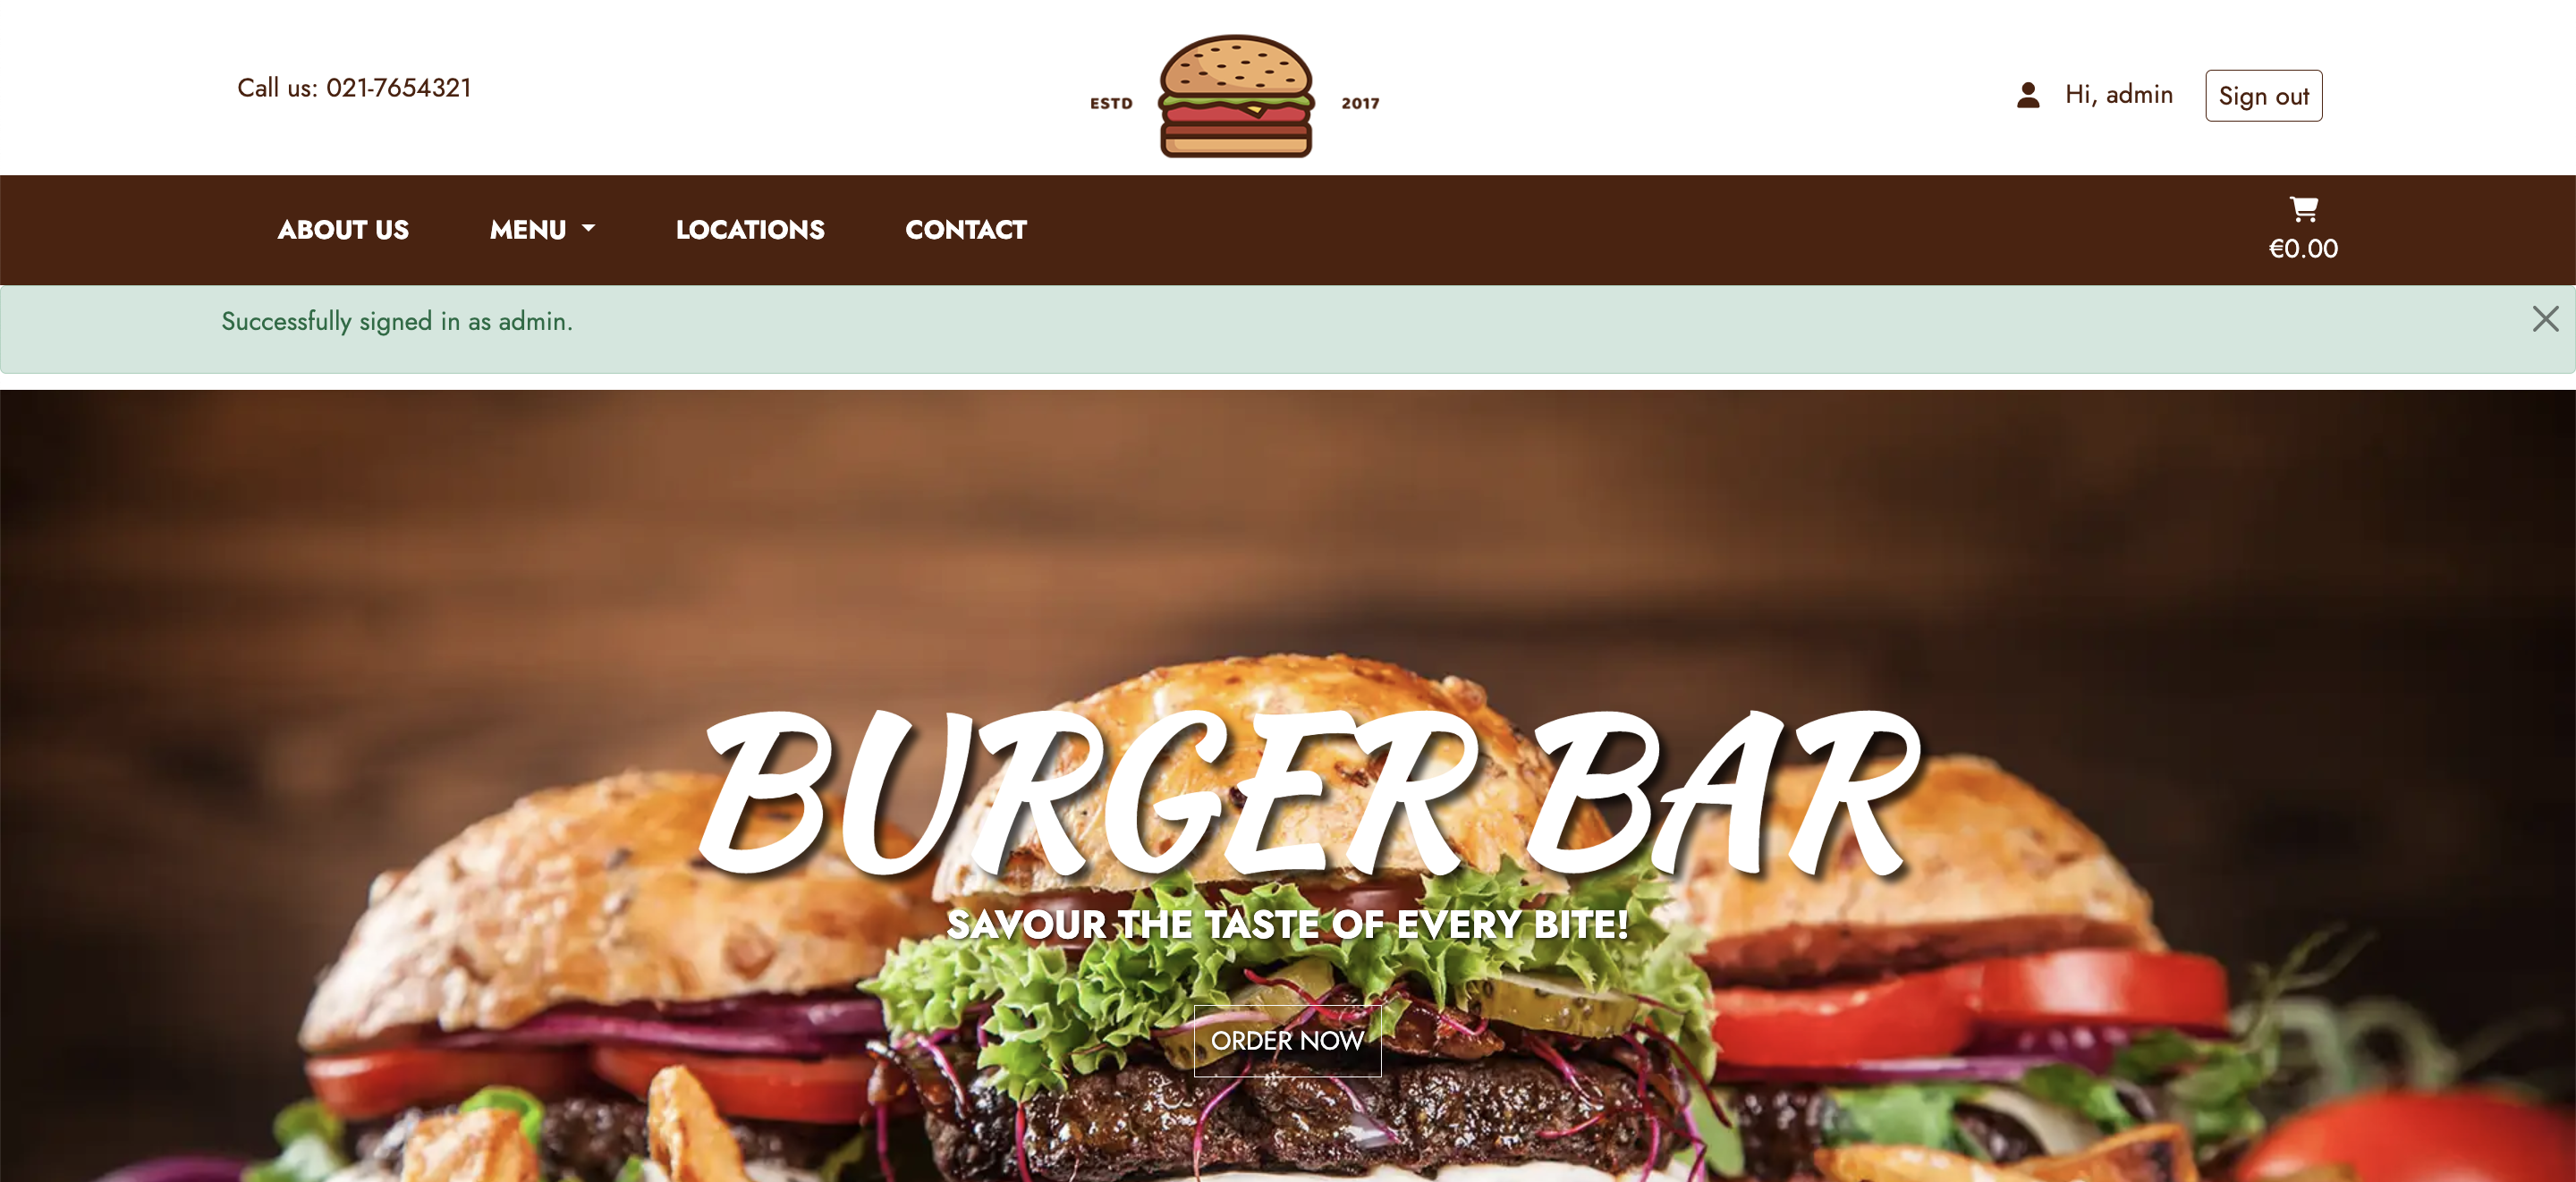 Call us: 021-7654321
ESTD 2017
Hi, admin
Sign out
ABOUT US
MENU
LOCATIONS
CONTACT
€0.00
Successfully signed in as admin.
BURGER BAR
SAVOUR THE TASTE OF EVERY BITE!
ORDER NOW